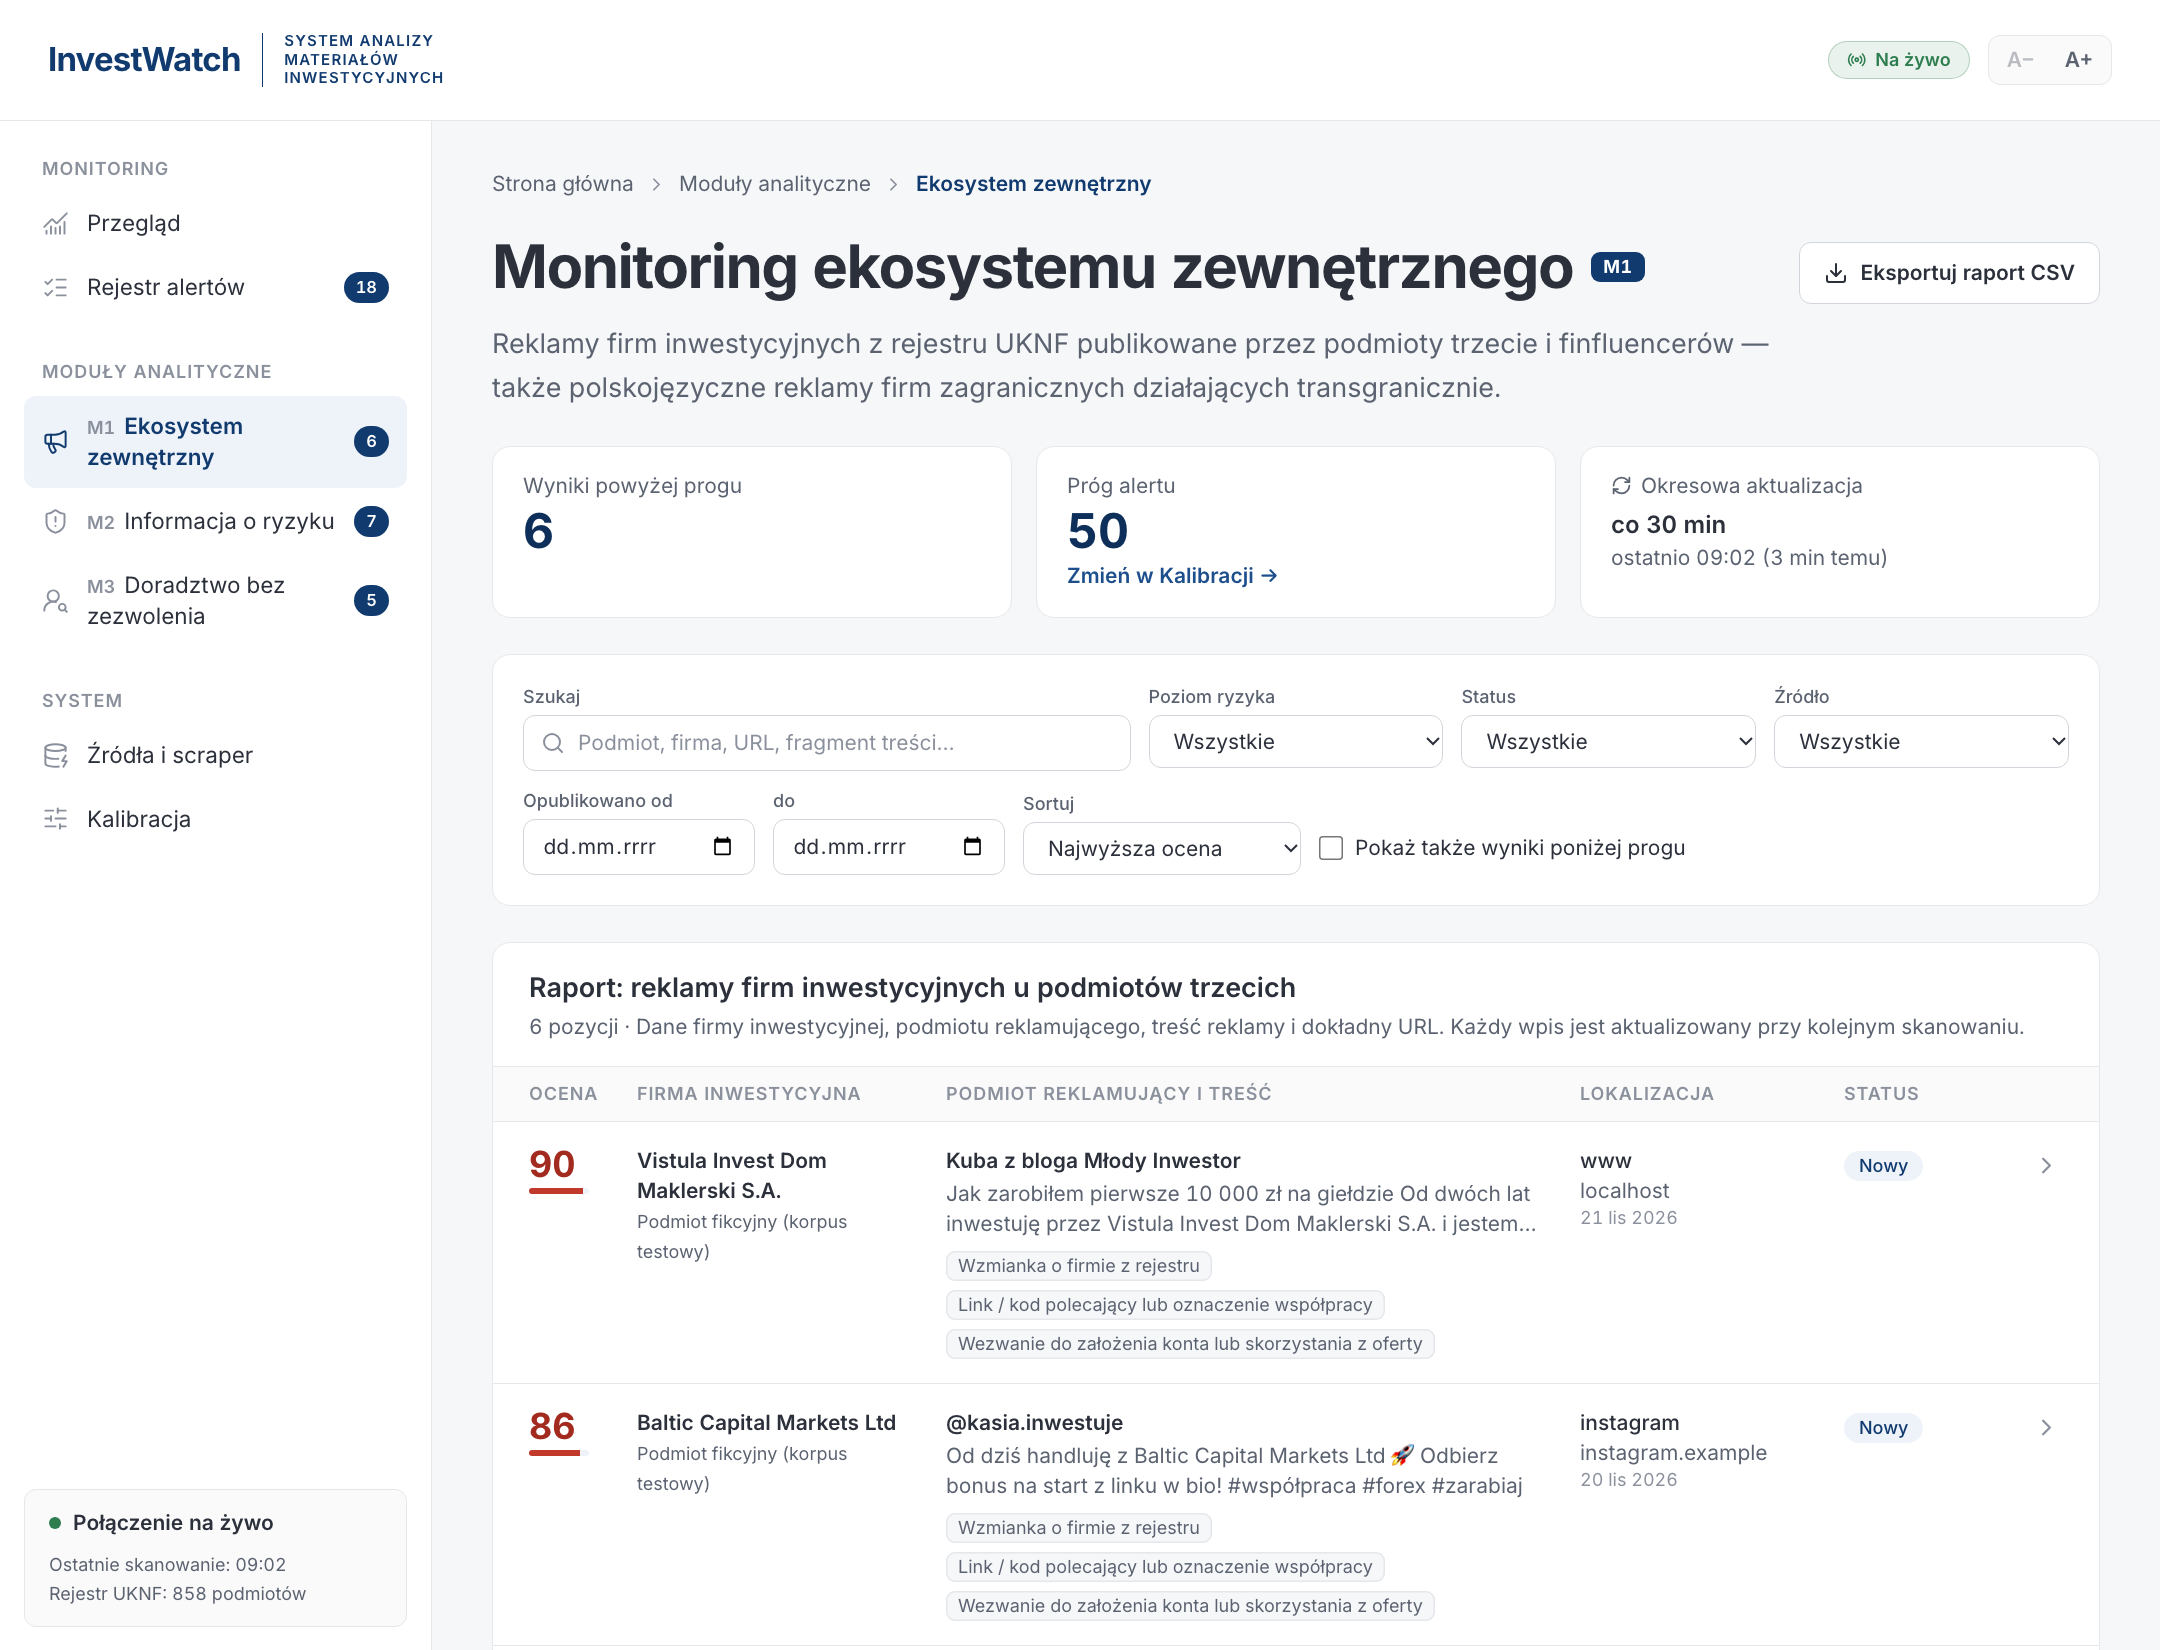 InvestWatch
SYSTEM ANALIZY
MATERIAŁÓW
INWESTYCYJNYCH
Na żywo
A−
A+
MONITORING
Przegląd
Rejestr alertów
18
MODUŁY ANALITYCZNE
M1 Ekosystem
zewnętrzny
6
M2 Informacja o ryzyku
7
M3 Doradztwo bez
zezwolenia
5
SYSTEM
Źródła i scraper
Kalibracja
Połączenie na żywo
Ostatnie skanowanie: 09:02
Rejestr UKNF: 858 podmiotów
Strona główna
Moduły analityczne
Ekosystem zewnętrzny
Monitoring ekosystemu zewnętrznego
M1
Eksportuj raport CSV
Reklamy firm inwestycyjnych z rejestru UKNF publikowane przez podmioty trzecie i finfluencerów —
także polskojęzyczne reklamy firm zagranicznych działających transgranicznie.
Wyniki powyżej progu
6
Próg alertu
50
Zmień w Kalibracji →
Okresowa aktualizacja
co 30 min
ostatnio 09:02 (3 min temu)
Szukaj
Podmiot, firma, URL, fragment treści...
Poziom ryzyka
Wszystkie
Status
Wszystkie
Źródło
Wszystkie
Opublikowano od
dd.mm.rrrr
do
dd.mm.rrrr
Sortuj
Najwyższa ocena
Pokaż także wyniki poniżej progu
Raport: reklamy firm inwestycyjnych u podmiotów trzecich
6 pozycji · Dane firmy inwestycyjnej, podmiotu reklamującego, treść reklamy i dokładny URL. Każdy wpis jest aktualizowany przy kolejnym skanowaniu.
OCENA
FIRMA INWESTYCYJNA
PODMIOT REKLAMUJĄCY I TREŚĆ
LOKALIZACJA
STATUS
90
Vistula Invest Dom
Maklerski S.A.
Podmiot fikcyjny (korpus
testowy)
Kuba z bloga Młody Inwestor
Jak zarobiłem pierwsze 10 000 zł na giełdzie Od dwóch lat
inwestuję przez Vistula Invest Dom Maklerski S.A. i jestem...
Wzmianka o firmie z rejestru
Link / kod polecający lub oznaczenie współpracy
Wezwanie do założenia konta lub skorzystania z oferty
www
localhost
21 lis 2026
Nowy
86
Baltic Capital Markets Ltd
Podmiot fikcyjny (korpus
testowy)
@kasia.inwestuje
Od dziś handluję z Baltic Capital Markets Ltd 🚀 Odbierz
bonus na start z linku w bio! #współpraca #forex #zarabiaj
Wzmianka o firmie z rejestru
Link / kod polecający lub oznaczenie współpracy
Wezwanie do założenia konta lub skorzystania z oferty
instagram
instagram.example
20 lis 2026
Nowy